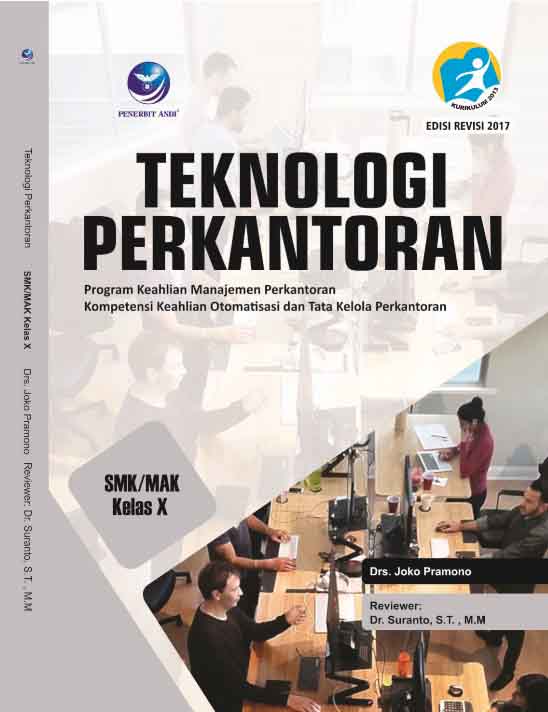 PENERBIT ANDI®
KURIKULUM 2013
EDISI REVISI 2017
TEKNOLOGI
PERKANTORAN
Program Keahlian Manajemen Perkantoran
Kompetensi Keahlian Otomatisasi dan Tata Kelola Perkantoran
SMK/MAK
Kelas X
Drs. Joko Pramono
Reviewer:
Dr. Suranto, S.T. , M.M
Teknologi Perkantoran SMK/MAK Kelas X Drs. Joko Pramono Reviewer: Dr. Suranto, S.T. , M.M